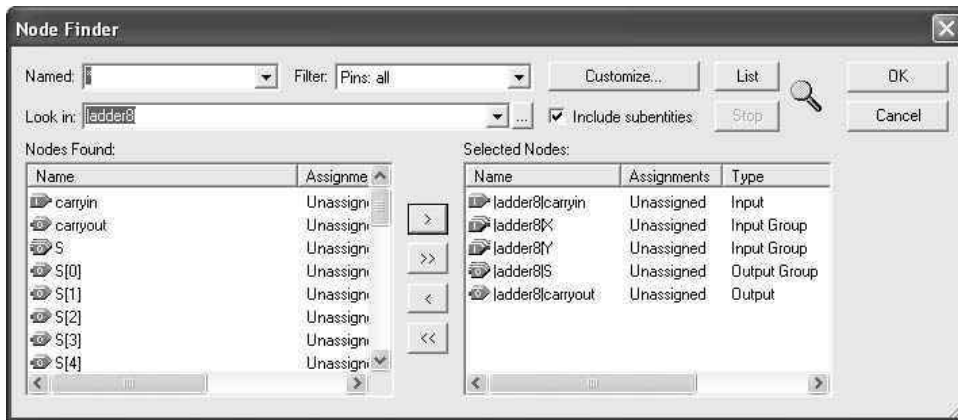 Node Finder
Named: * Filter: Pins: all Customize... List OK
Look in: |adder8| ... Include subentities Stop Cancel
Nodes Found: Selected Nodes:
Name Assignme Name Assignments Type
carryin Unassign |adder8|carryin Unassigned Input
carryout Unassign > |adder8|X Unassigned Input Group
S Unassign |adder8|Y Unassigned Input Group
S[0] Unassign >> |adder8|S Unassigned Output Group
S[1] Unassign < |adder8|carryout Unassigned Output
S[2] Unassign
S[3] Unassign <<
S[4] Unassign